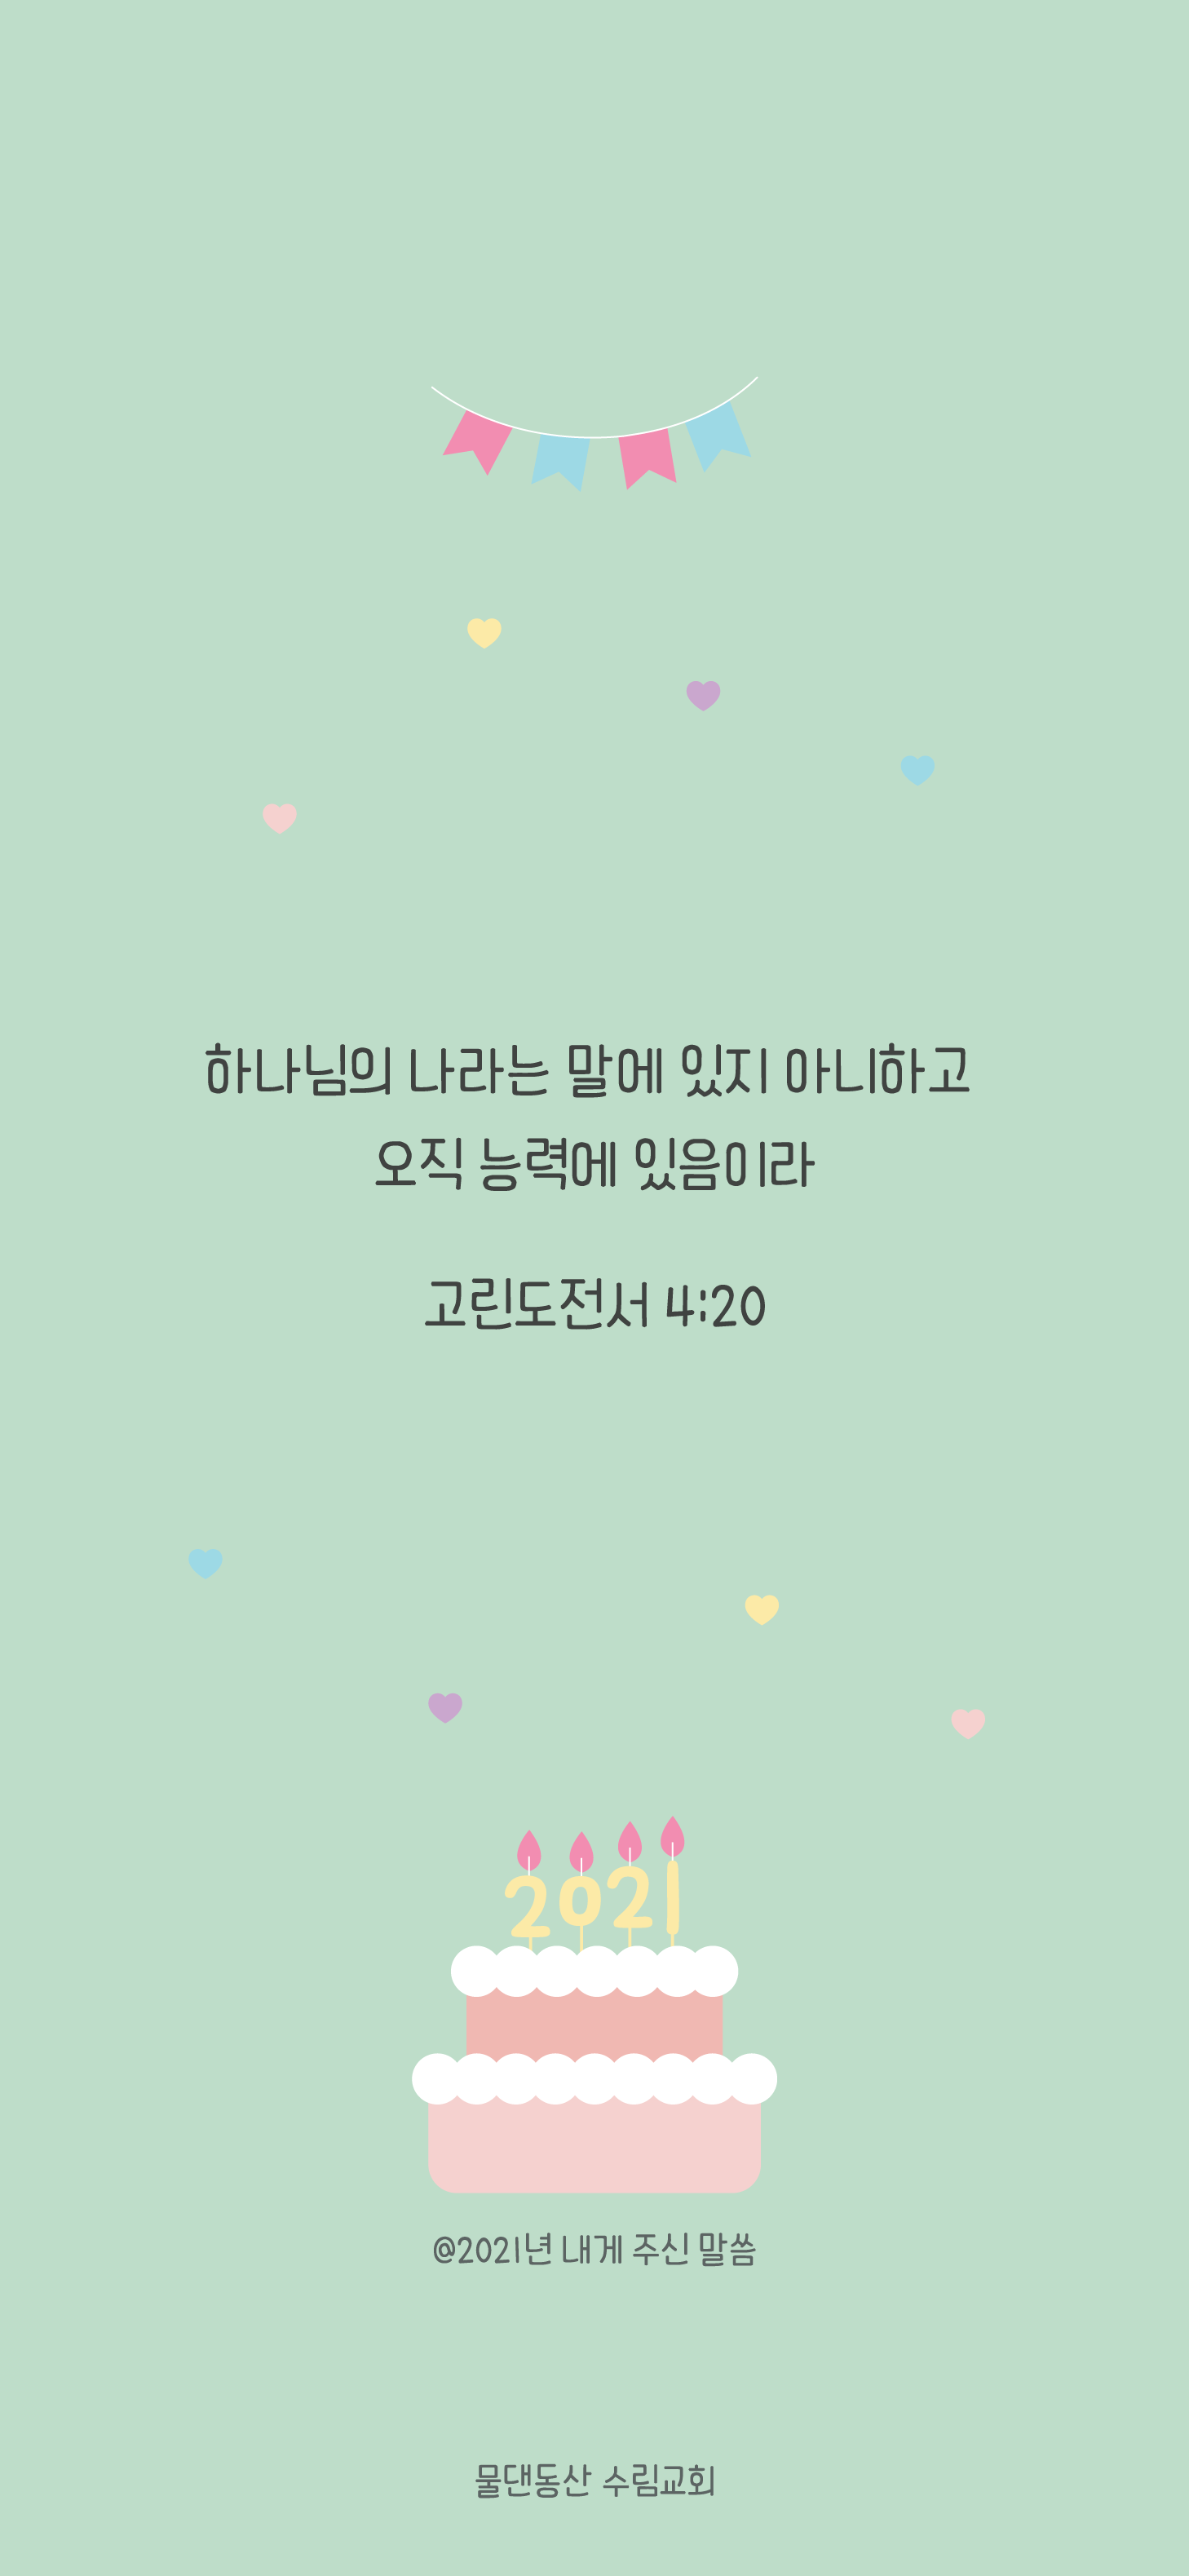 하나님의 나라는 말에 있지 아니하고
오직 능력에 있음이라
고린도전서 4:20
2021
@2021년 내게 주신 말씀
물댄동산 수림교회